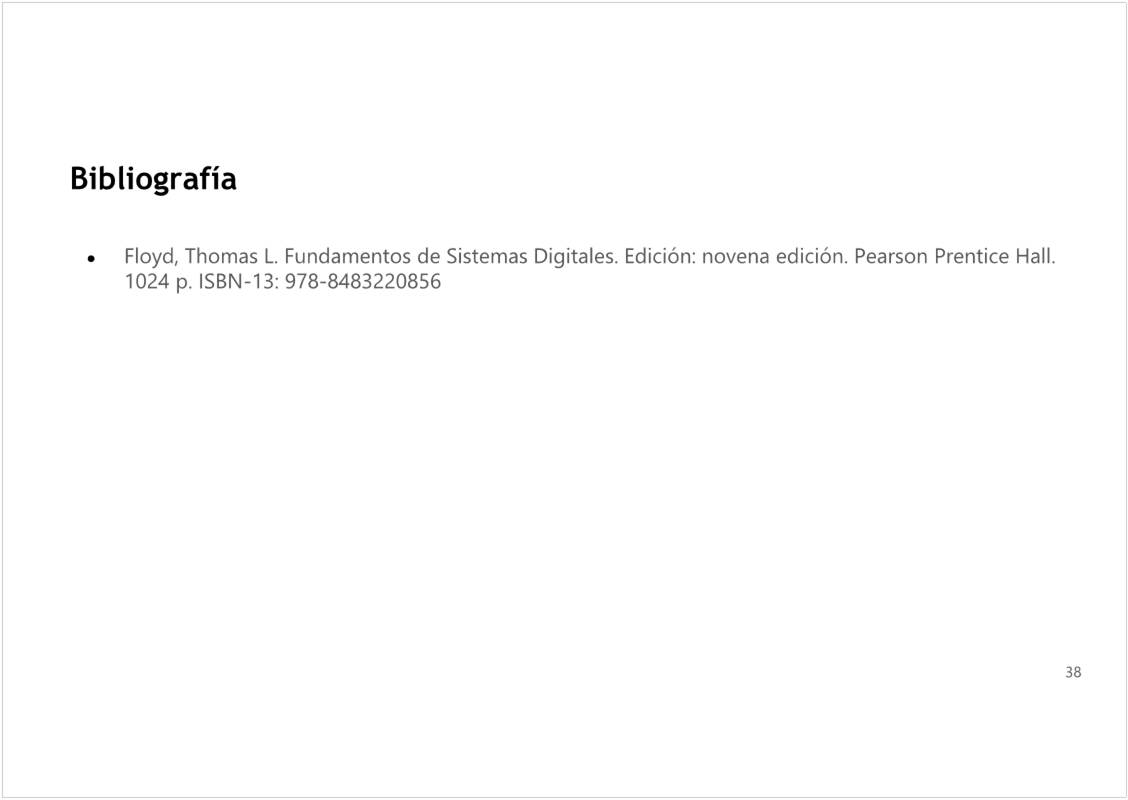 Bibliografía
• Floyd, Thomas L. Fundamentos de Sistemas Digitales. Edición: novena edición. Pearson Prentice Hall.
1024 p. ISBN-13: 978-8483220856
38